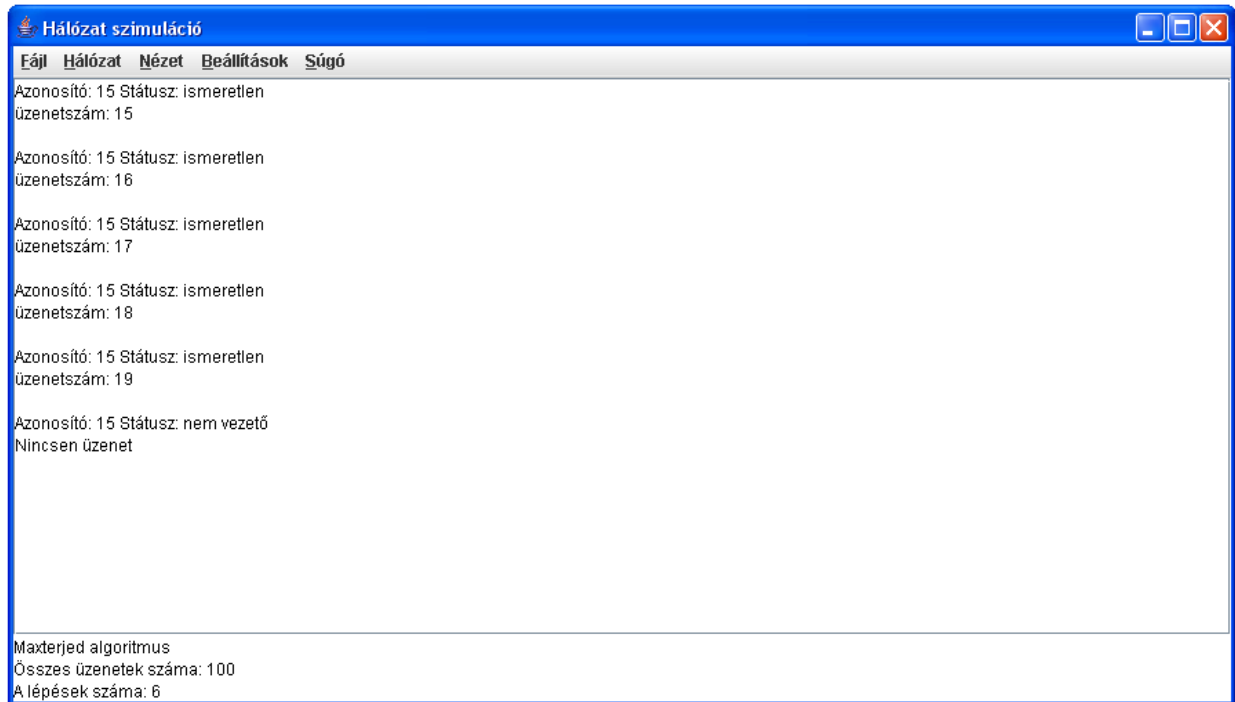 Hálózat szimuláció
Fájl Hálózat Nézet Beállítások Súgó
Azonosító: 15 Státusz: ismeretlen
üzenetszám: 15
Azonosító: 15 Státusz: ismeretlen
üzenetszám: 16
Azonosító: 15 Státusz: ismeretlen
üzenetszám: 17
Azonosító: 15 Státusz: ismeretlen
üzenetszám: 18
Azonosító: 15 Státusz: ismeretlen
üzenetszám: 19
Azonosító: 15 Státusz: nem vezető
Nincsen üzenet
Maxterjed algoritmus
Összes üzenetek száma: 100
A lépések száma: 6